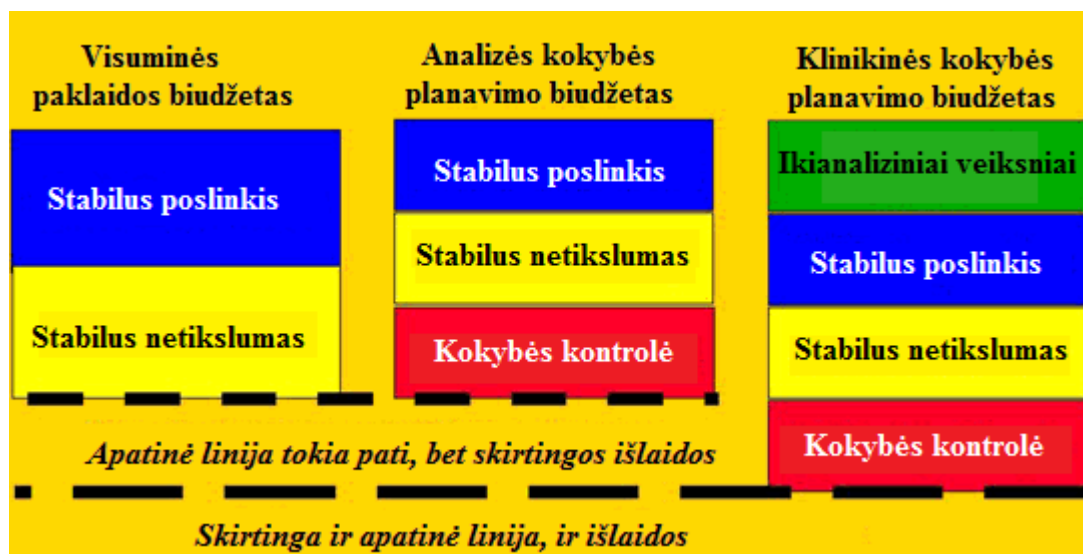 Visuminės
paklaidos biudžetas
Stabilus poslinkis
Stabilus netikslumas
Analizės kokybės
planavimo biudžetas
Stabilus poslinkis
Stabilus netikslumas
Kokybės kontrolė
Klinikinės kokybės
planavimo biudžetas
Ikianaliziniai veiksniai
Stabilus poslinkis
Stabilus netikslumas
Kokybės kontrolė
Apatinė linija tokia pati, bet skirtingos išlaidos
Skirtinga ir apatinė linija, ir išlaidos